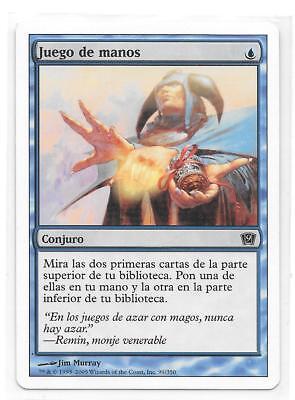 Juego de manos
Conjuro
Mira las dos primeras cartas de la parte
superior de tu biblioteca. Pon una de
ellas en tu mano y la otra en la parte
inferior de tu biblioteca.
"En los juegos de azar con magos, nunca
hay azar."
—Remín, monje venerable
Jim Murray
™ & © 1993-2005 Wizards of the Coast, Inc. 99/350